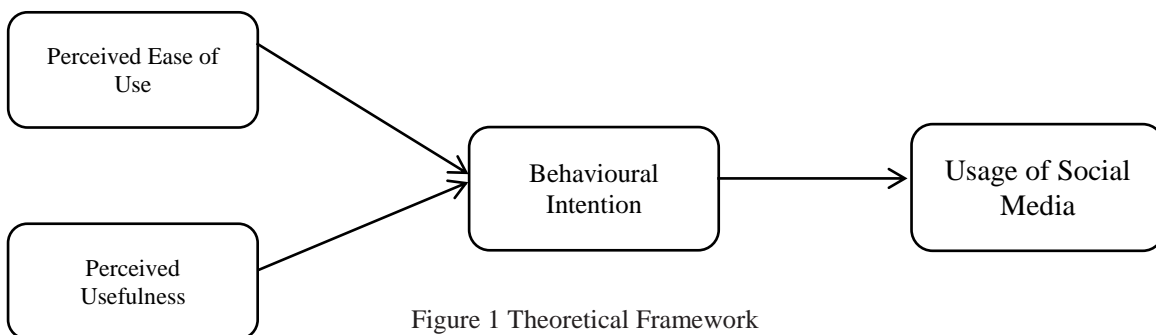 Perceived Ease of
Use
Perceived
Usefulness
Behavioural
Intention
Usage of Social
Media
Figure 1 Theoretical Framework